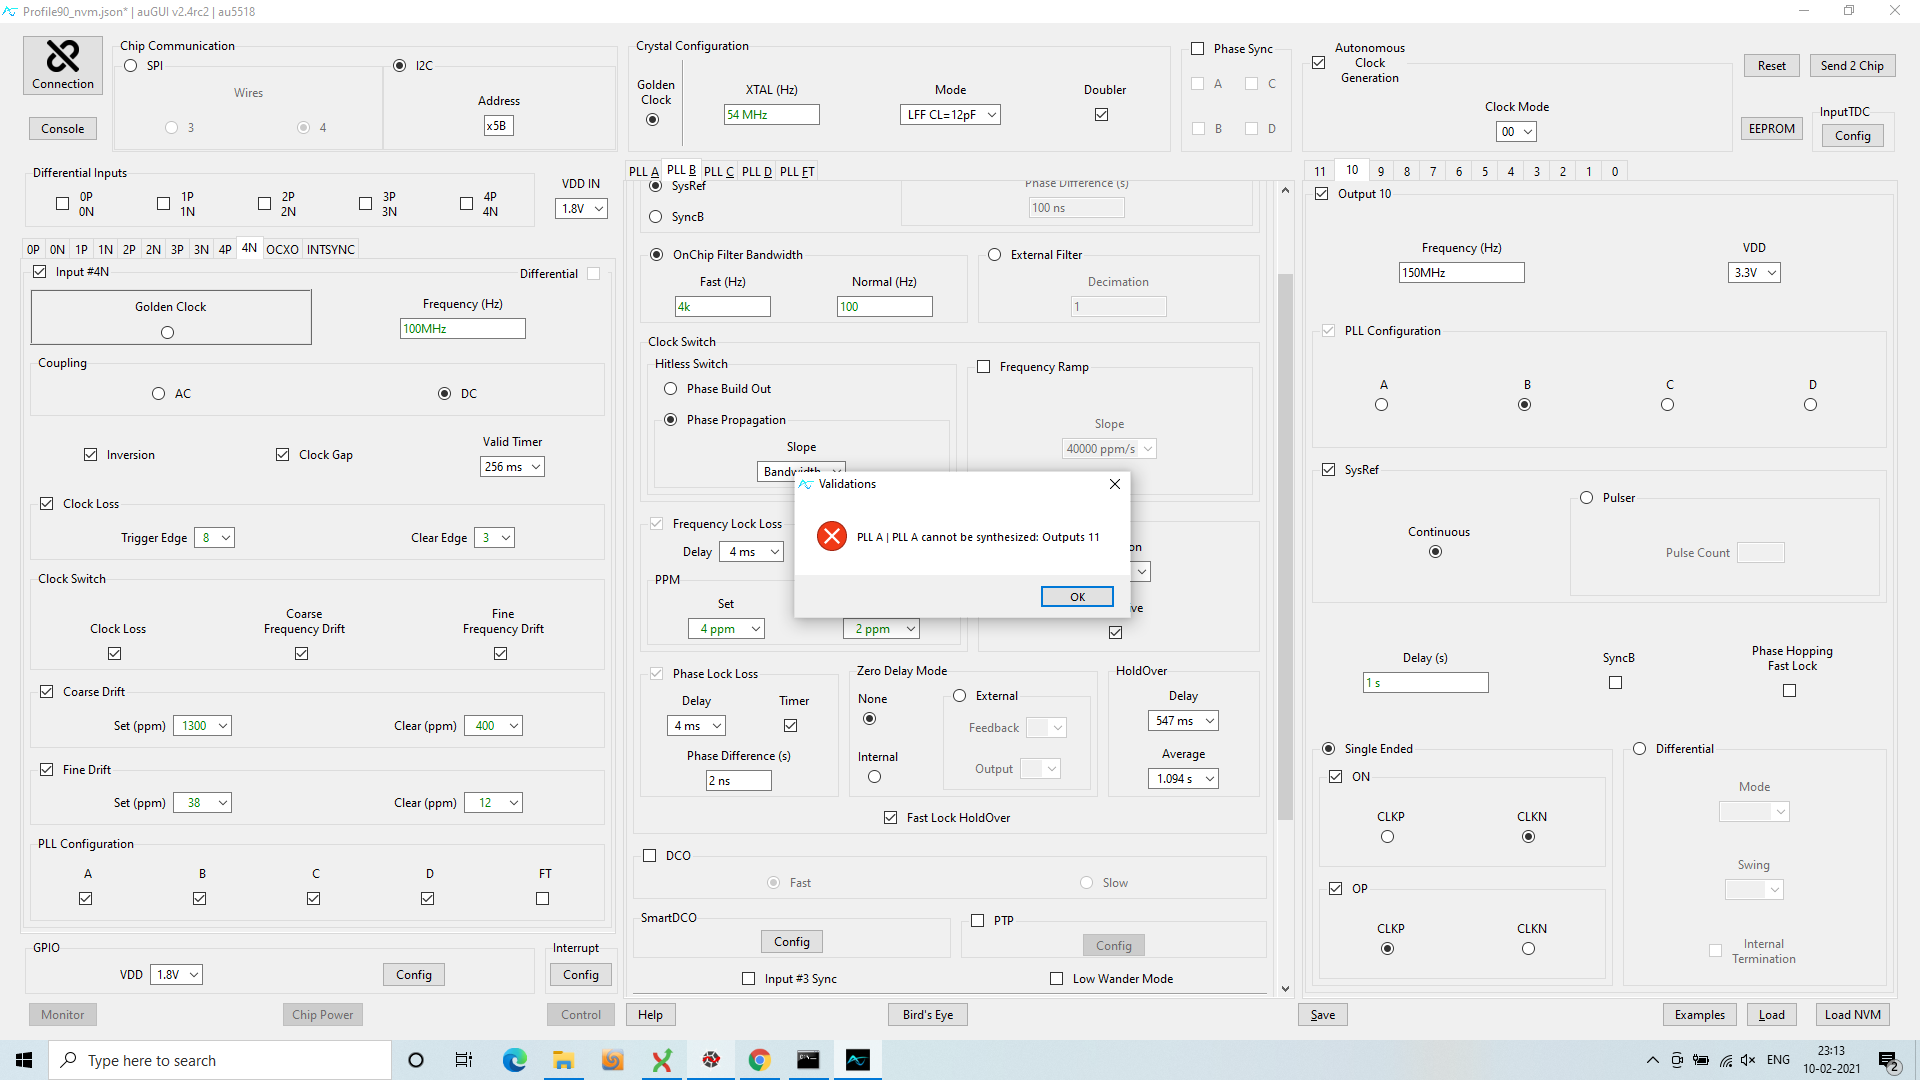 Profile90_nvm.json* | auGUI v2.4rc2 | au5518
Connection
Console
Chip Communication
SPI
Wires
3
4
I2C
Address
x5B
Crystal Configuration
Golden
Clock
XTAL (Hz)
54 MHz
Mode
LFF CL=12pF
Doubler
Phase Sync
A
C
B
D
Autonomous
Clock
Generation
Clock Mode
00
Reset
Send 2 Chip
EEPROM
InputTDC
Config
Differential Inputs
0P
0N
1P
1N
2P
2N
3P
3N
4P
4N
VDD IN
1.8V
0P 0N 1P 1N 2P 2N 3P 3N 4P 4N OCXO INTSYNC
Input #4N
Differential
Golden Clock
Frequency (Hz)
100MHz
Coupling
AC
DC
Inversion
Clock Gap
Valid Timer
256 ms
Clock Loss
Trigger Edge 8
Clear Edge 3
Clock Switch
Clock Loss
Coarse
Frequency Drift
Fine
Frequency Drift
Coarse Drift
Set (ppm) 1300
Clear (ppm) 400
Fine Drift
Set (ppm) 38
Clear (ppm) 12
PLL Configuration
A
B
C
D
FT
GPIO
VDD 1.8V
Config
Interrupt
Config
Monitor
Chip Power
Control
PLL A PLL B PLL C PLL D PLL FT
SysRef
SyncB
Phase Difference (s)
100 ns
OnChip Filter Bandwidth
Fast (Hz)
4k
Normal (Hz)
100
External Filter
Decimation
1
Clock Switch
Hitless Switch
Phase Build Out
Phase Propagation
Slope
Bandwidth
Frequency Ramp
Slope
40000 ppm/s
Validations
PLL A | PLL A cannot be synthesized: Outputs 11
OK
Frequency Lock Loss
Delay 4 ms
PPM
Set
4 ppm
2 ppm
on
ve
Phase Lock Loss
Delay
4 ms
Timer
Phase Difference (s)
2 ns
Zero Delay Mode
None
Internal
External
Feedback
Output
HoldOver
Delay
547 ms
Average
1.094 s
Fast Lock HoldOver
DCO
Fast
Slow
SmartDCO
Config
PTP
Config
Input #3 Sync
Low Wander Mode
Help
Bird's Eye
11 10 9 8 7 6 5 4 3 2 1 0
Output 10
Frequency (Hz)
150MHz
VDD
3.3V
PLL Configuration
A
B
C
D
SysRef
Continuous
Pulser
Pulse Count
Delay (s)
1 s
SyncB
Phase Hopping
Fast Lock
Single Ended
ON
CLKP
CLKN
OP
CLKP
CLKN
Differential
Mode
Swing
Internal
Termination
Save
Examples
Load
Load NVM
Type here to search
ENG
23:13
10-02-2021
2